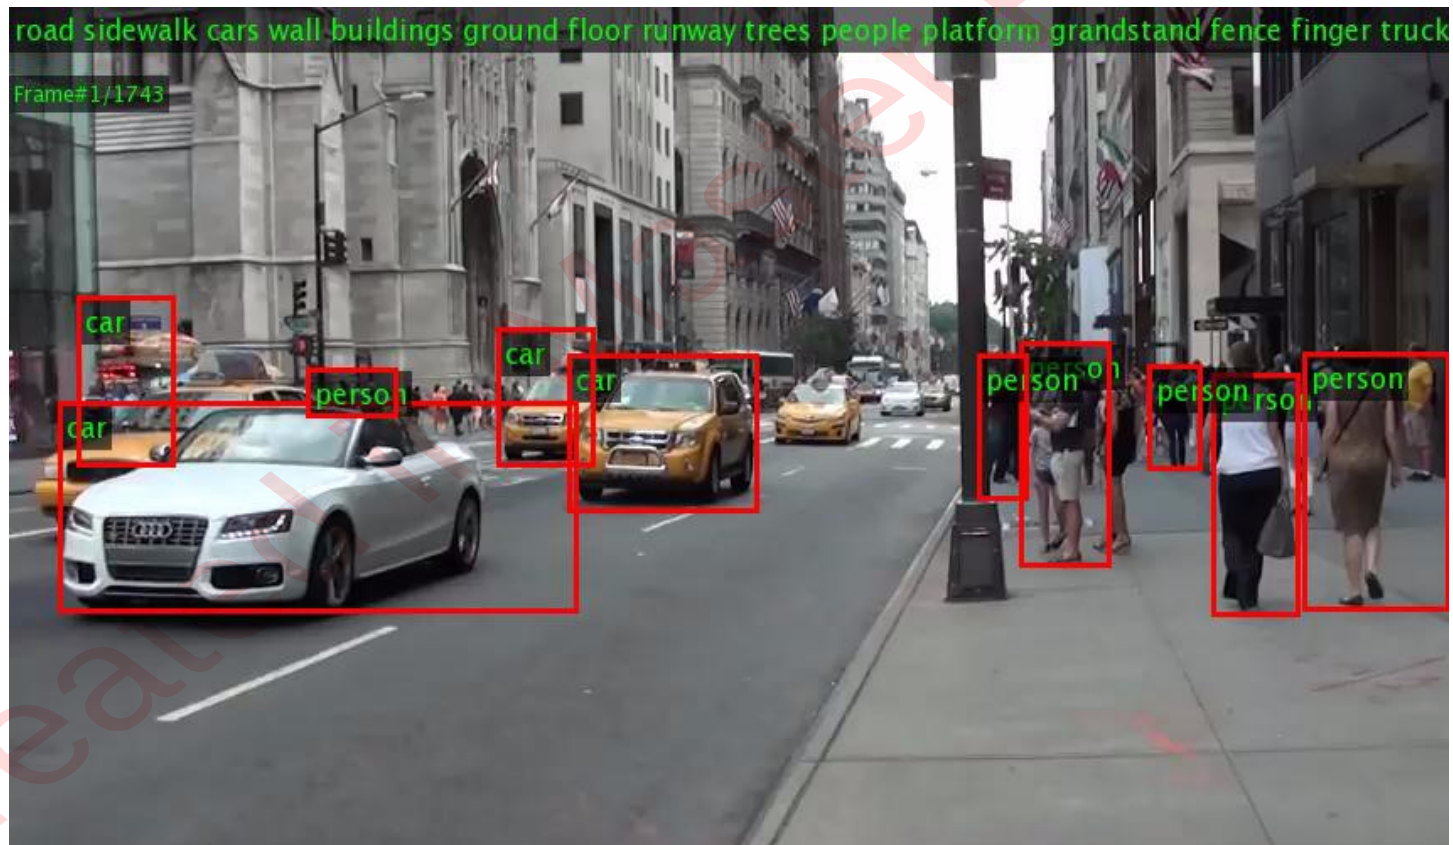 road sidewalk cars wall buildings ground floor runway trees people platform grandstand fence finger truck
Frame#1/1743
car
car
car
car
person
person
person
person
person
person